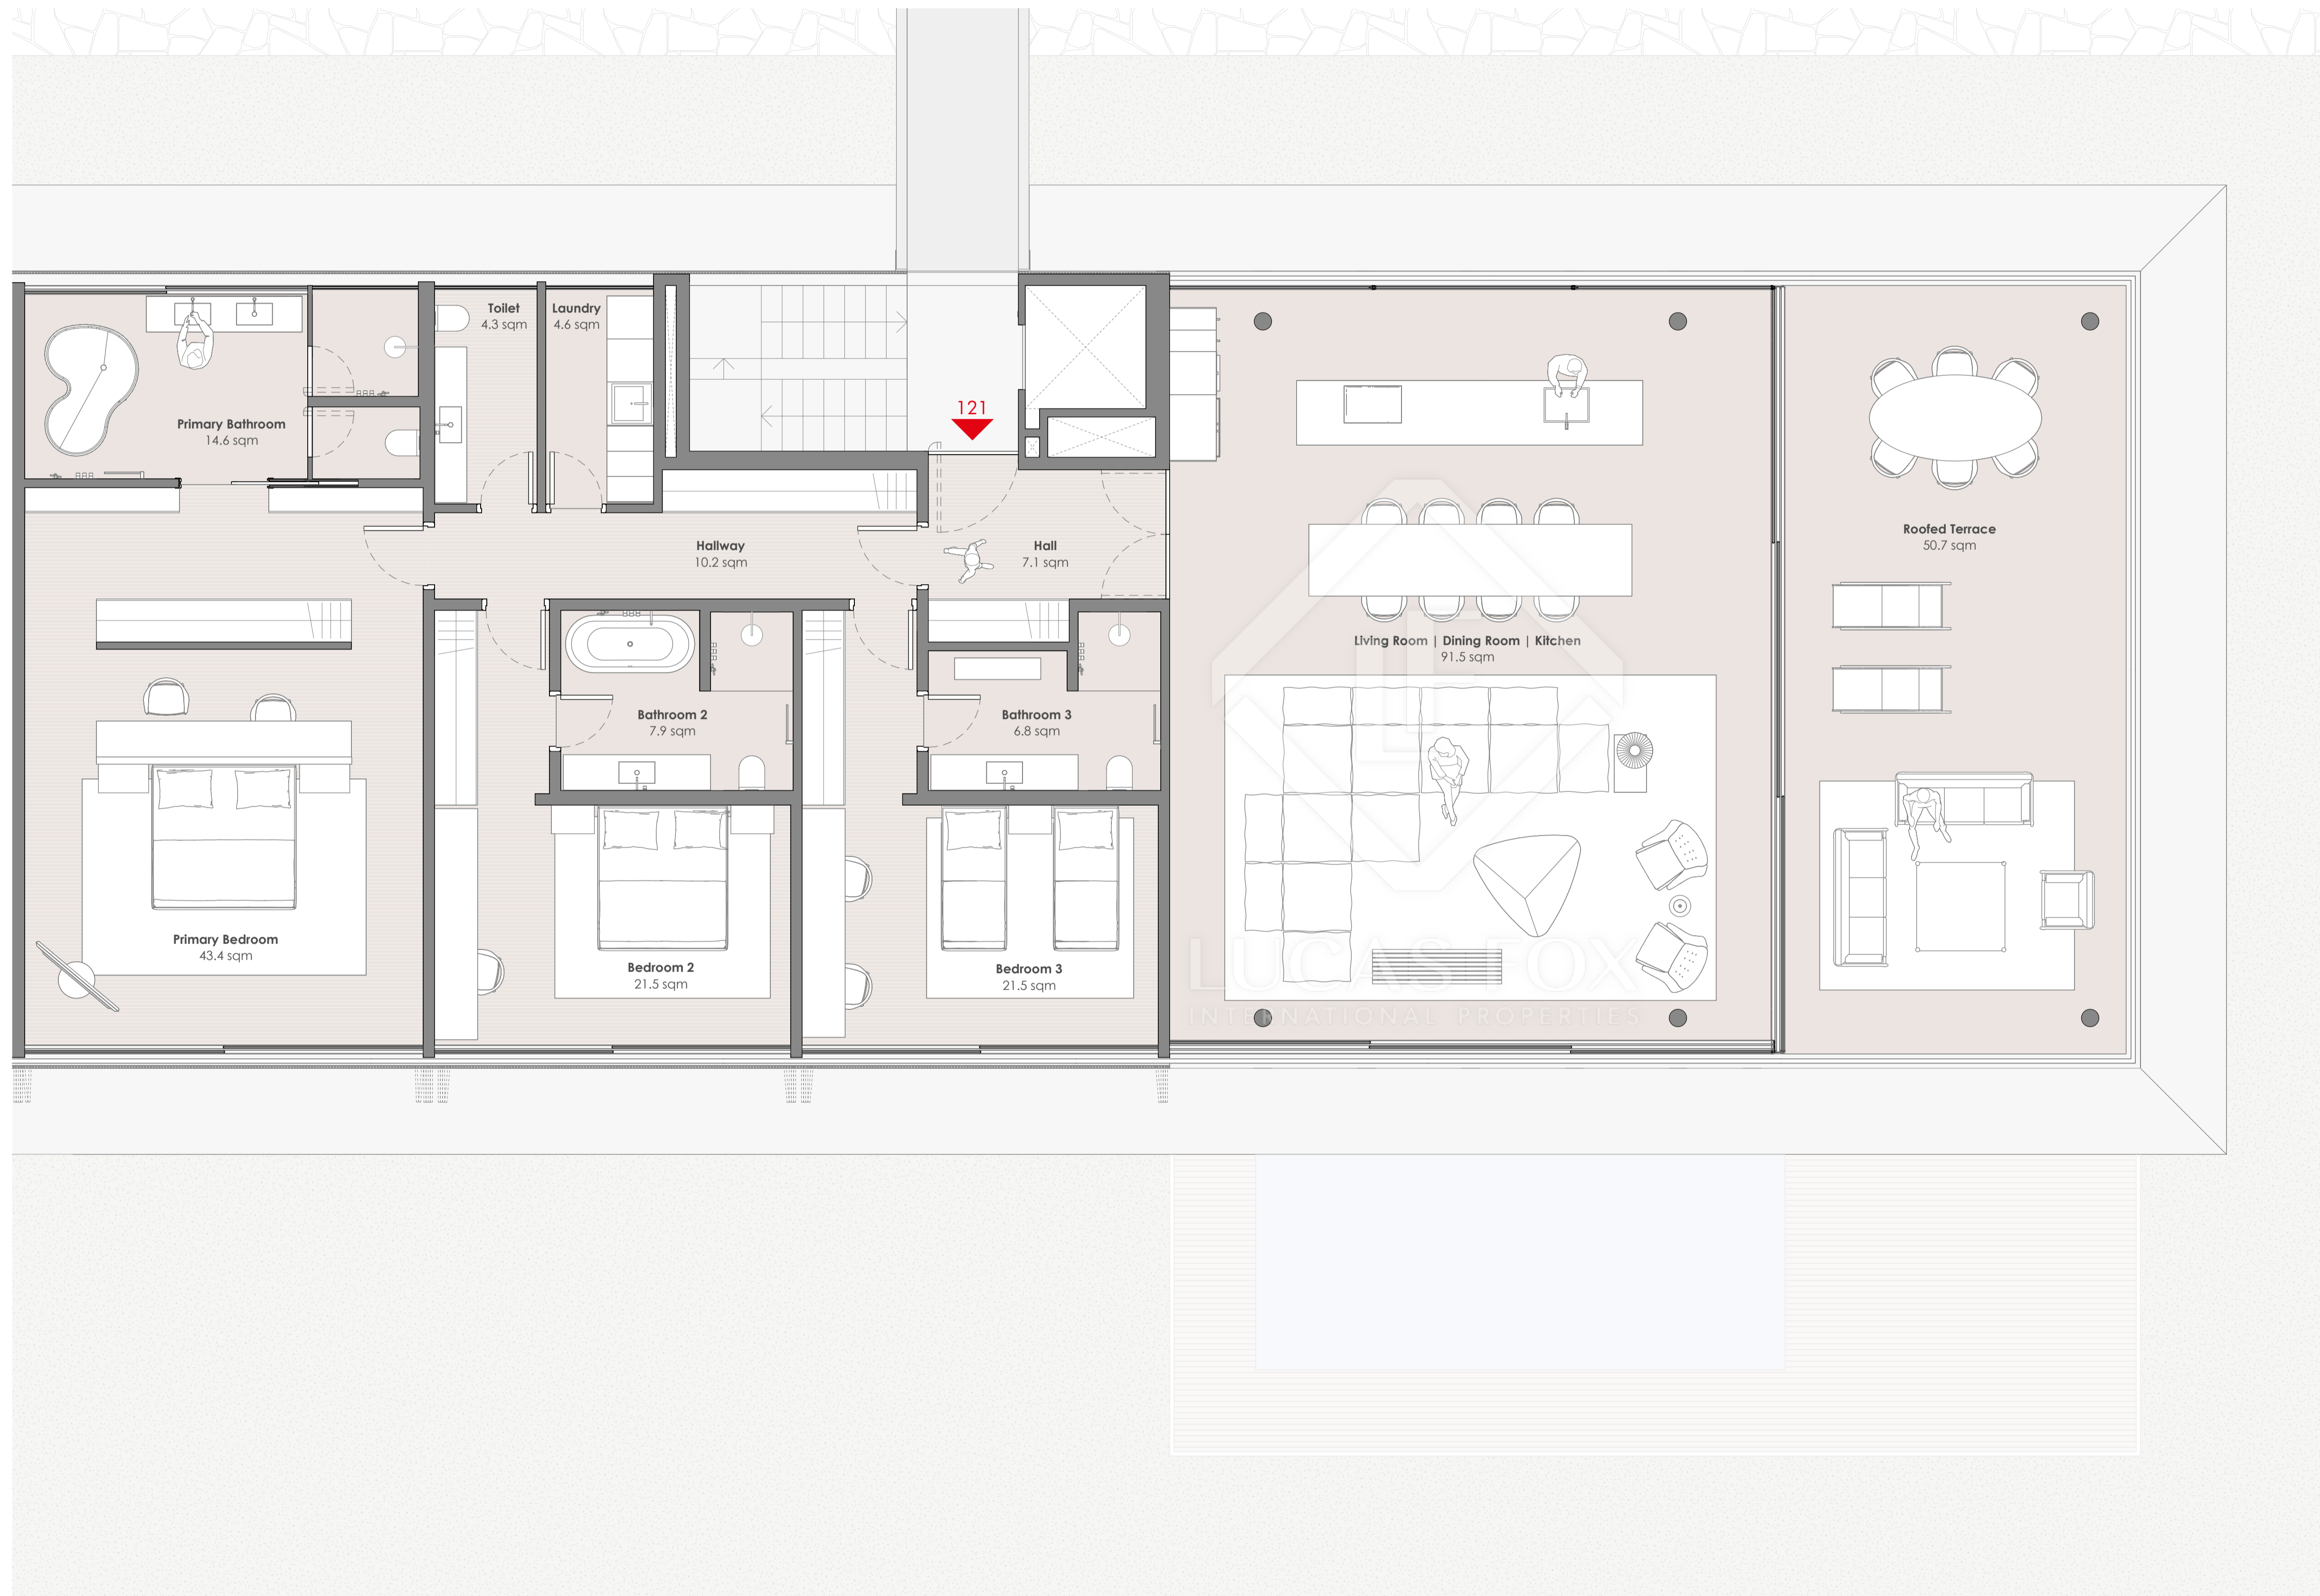 Toilet
4.3 sqm
Laundry
4.6 sqm
121
Primary Bathroom
14.6 sqm
Roofed Terrace
50.7 sqm
Hallway
10.2 sqm
Hall
7.1 sqm
Living Room | Dining Room | Kitchen
91.5 sqm
Bathroom 2
7.9 sqm
Bathroom 3
6.8 sqm
Primary Bedroom
43.4 sqm
Bedroom 2
21.5 sqm
Bedroom 3
21.5 sqm
LUCAS FOX
INTERNATIONAL PROPERTIES